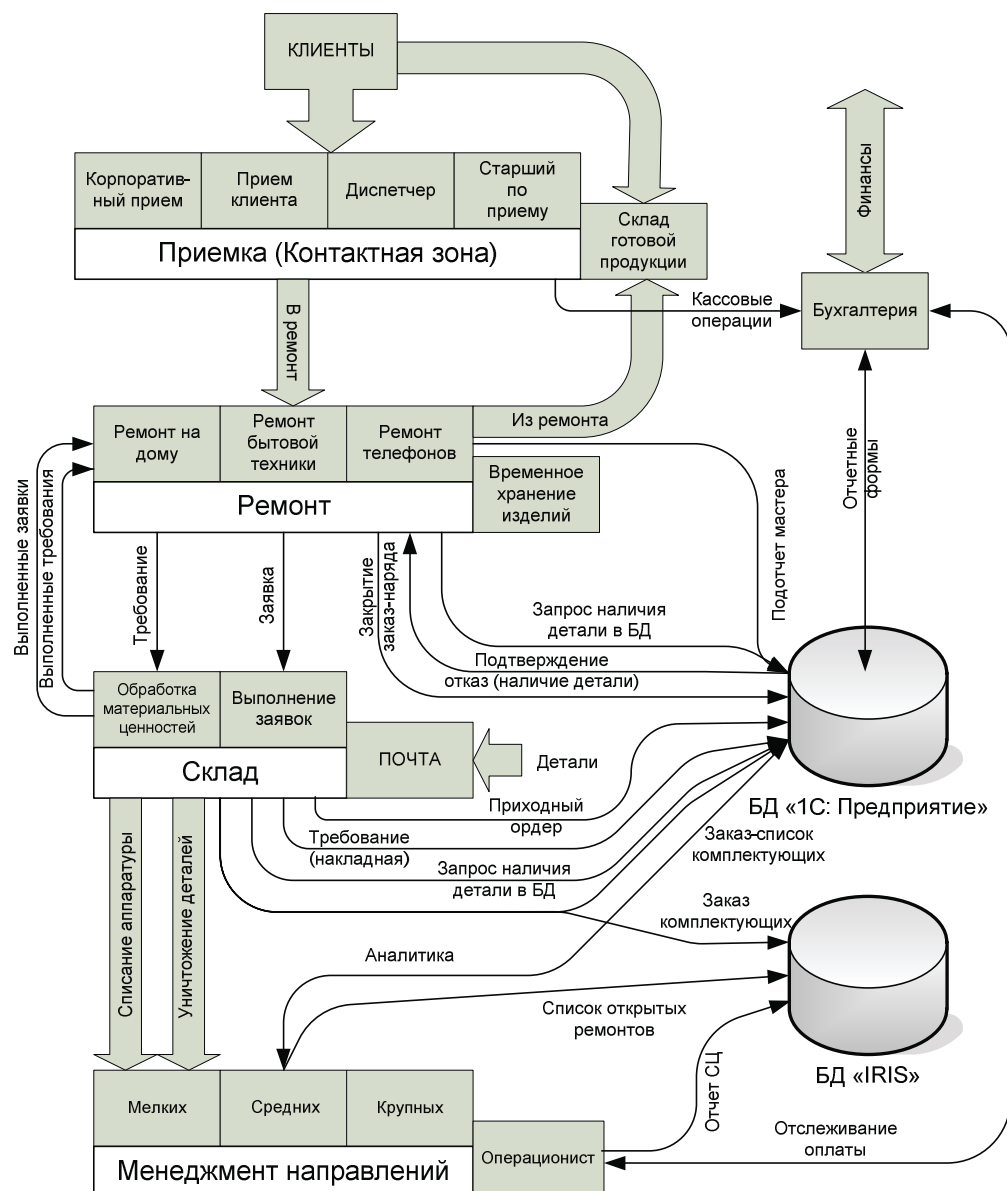 КЛИЕНТЫ
Корпоратив-
ный прием
Прием
клиента
Диспетчер
Старший
по
приему
Приемка (Контактная зона)
Склад
готовой
продукции
Финансы
Кассовые
операции
Бухгалтерия
В ремонт
Из ремонта
Ремонт на
дому
Ремонт
бытовой
техники
Ремонт
телефонов
Ремонт
Временное
хранение
изделий
Отчетные
формы
Подотчет мастера
Выполненные заявки
Выполненные требования
Требование
Заявка
Закрытие
заказ-наряда
Запрос наличия
детали в БД
Подтверждение
отказ (наличие детали)
Обработка
материальных
ценностей
Выполнение
заявок
Склад
ПОЧТА
Детали
БД «1С: Предприятие»
Приходный
ордер
Требование
(накладная)
Запрос наличия
детали в БД
Заказ-список
комплектующих
Заказ
комплектующих
Списание аппаратуры
Уничтожение деталей
Аналитика
Список открытых
ремонтов
БД «IRIS»
Отчет СЦ
Мелких
Средних
Крупных
Менеджмент направлений
Операционист
Отслеживание
оплаты